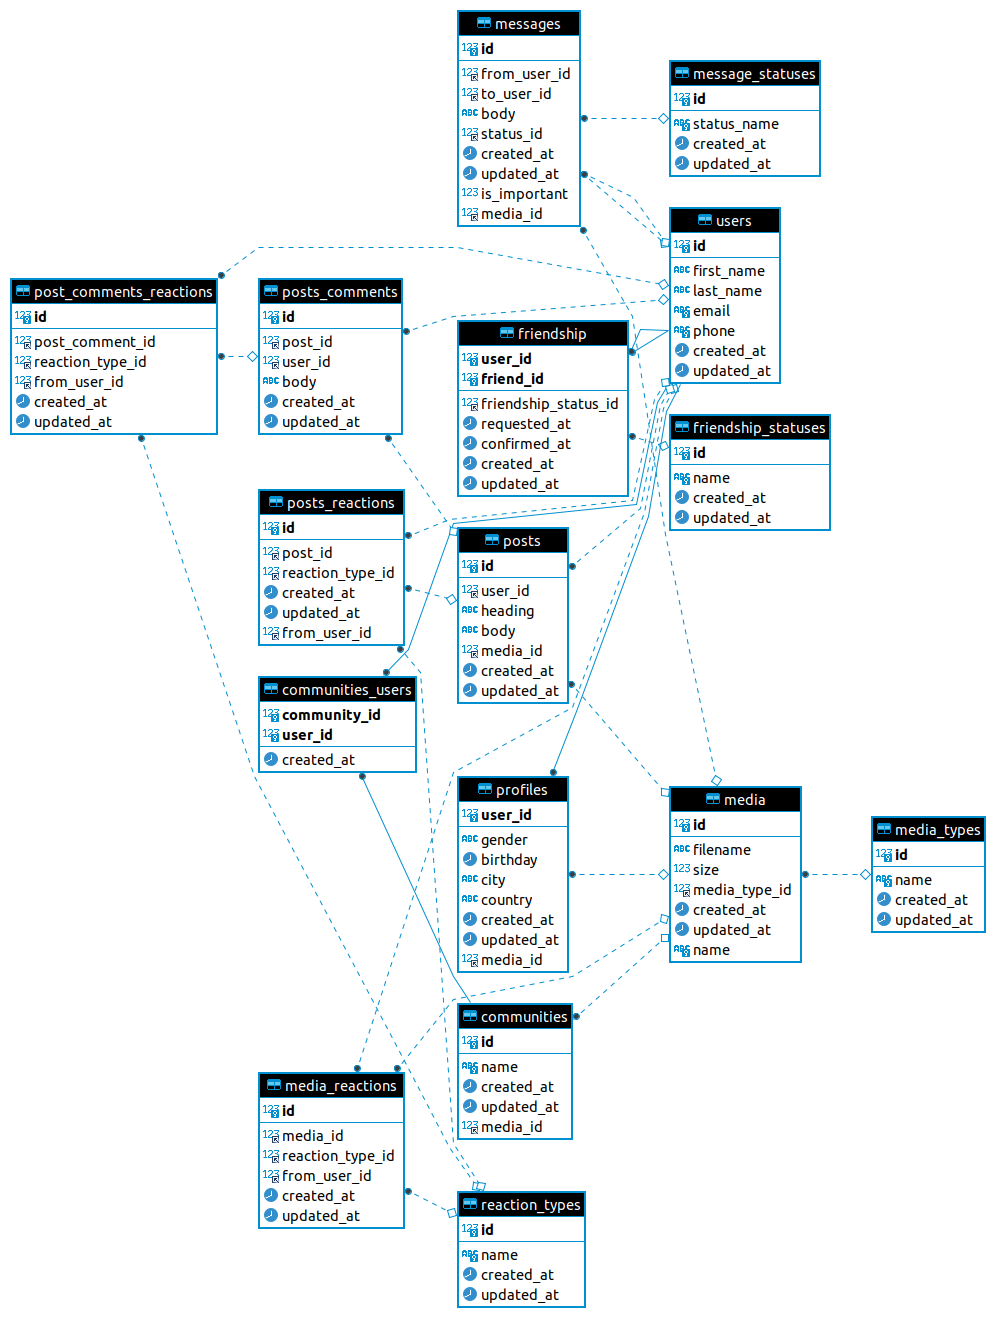 messages
id
from_user_id
to_user_id
body
status_id
created_at
updated_at
is_important
media_id
message_statuses
id
status_name
created_at
updated_at
users
id
first_name
last_name
email
phone
created_at
updated_at
post_comments_reactions
id
post_comment_id
reaction_type_id
from_user_id
created_at
updated_at
posts_comments
id
post_id
user_id
body
created_at
updated_at
friendship
user_id
friend_id
friendship_status_id
requested_at
confirmed_at
created_at
updated_at
friendship_statuses
id
name
created_at
updated_at
posts_reactions
id
post_id
reaction_type_id
created_at
updated_at
from_user_id
posts
id
user_id
heading
body
media_id
created_at
updated_at
communities_users
community_id
user_id
created_at
profiles
user_id
gender
birthday
city
country
created_at
updated_at
media_id
media
id
filename
size
media_type_id
created_at
updated_at
name
media_types
id
name
created_at
updated_at
communities
id
name
created_at
updated_at
media_id
media_reactions
id
media_id
reaction_type_id
from_user_id
created_at
updated_at
reaction_types
id
name
created_at
updated_at